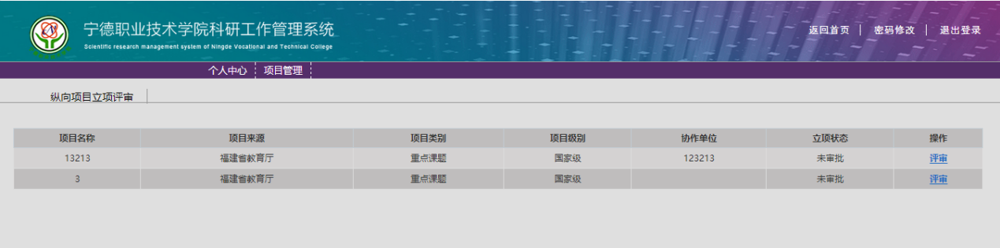 宁德职业技术学院科研工作管理系统
Scientific research management system of Ningde Vocational and Technical College
返回首页 密码修改 退出登录
个人中心 项目管理
纵向项目立项评审
项目名称 项目来源 项目类别 项目级别 协作单位 立项状态 操作
13213 福建省教育厅 重点课题 国家级 123213 未审批 评审
3 福建省教育厅 重点课题 国家级 未审批 评审